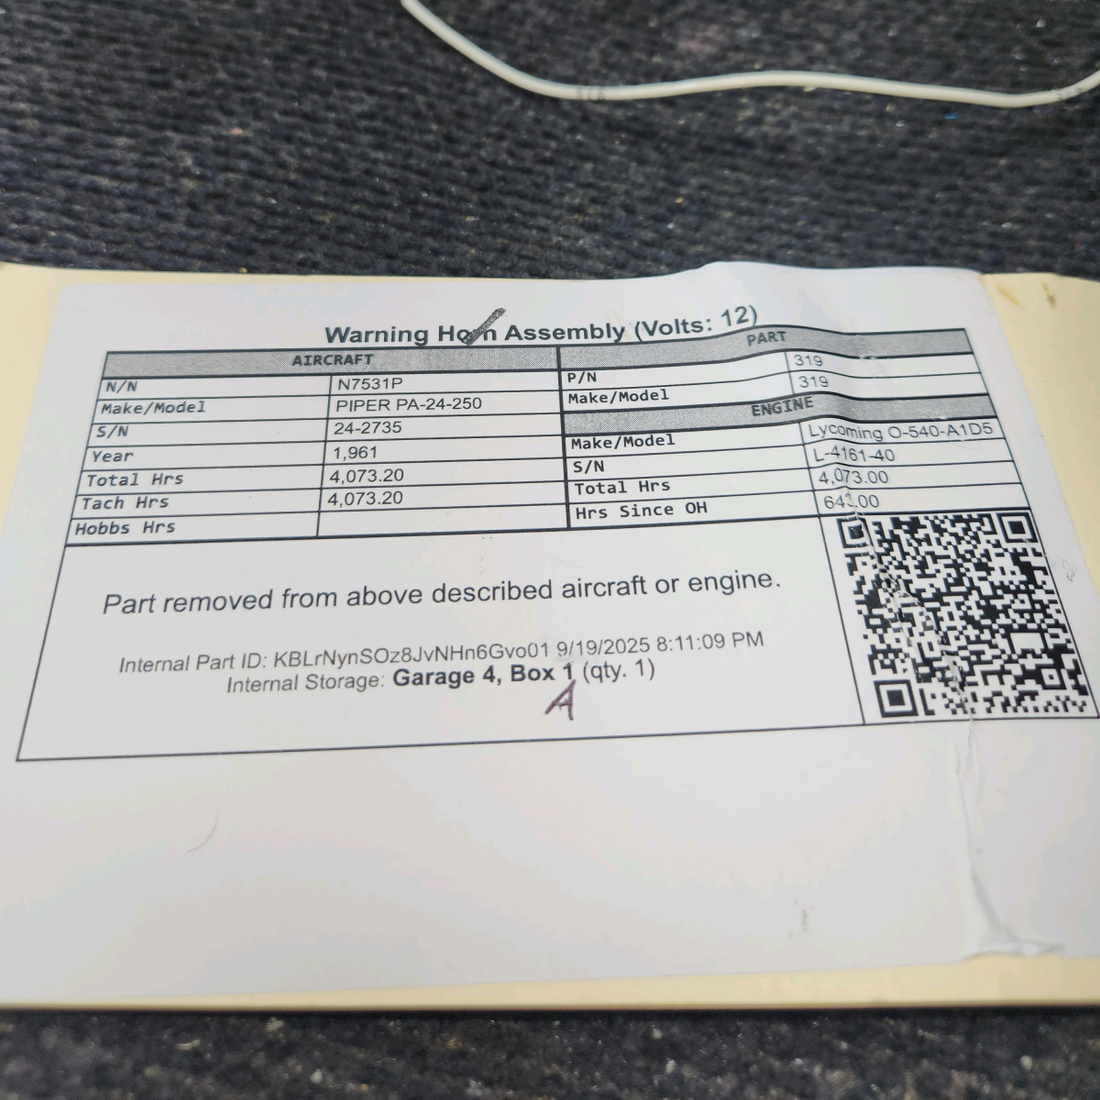 Warning Horn Assembly (Volts: 12)
AIRCRAFT
N/N N7531P
Make/Model PIPER PA-24-250
S/N 24-2735
Year 1,961
Total Hrs 4,073.20
Tach Hrs 4,073.20
Hobbs Hrs
PART
P/N 319
Make/Model 319
ENGINE
Make/Model Lycoming O-540-A1D5
S/N L-4161-40
Total Hrs 4,073.00
Hrs Since OH
Part removed from above described aircraft or engine.
Internal Part ID: KBLrNynSOz8JvNHn6Gvo01 9/19/2025 8:11:09 PM
Internal Storage: Garage 4, Box 1 (qty. 1)
A